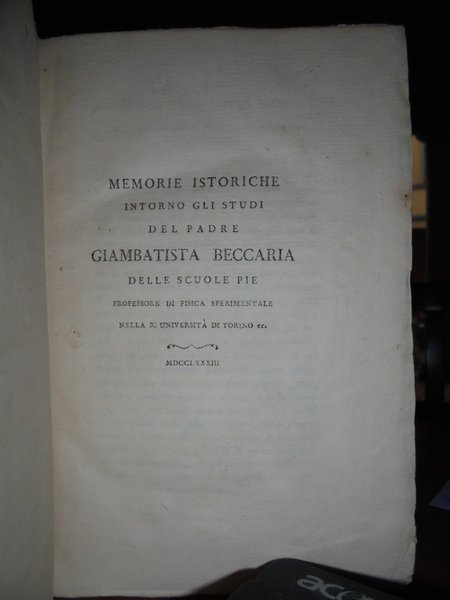 MEMORIE ISTORICHE
INTORNO GLI STUDI
DEL PADRE
GIAMBATISTA BECCARIA
DELLE SCUOLE PIE
PROFESSORE DI FISICA SPERIMENTALE
NELLA R. UNIVERSITÀ DI TORINO ec.
MDCCLXXXIII